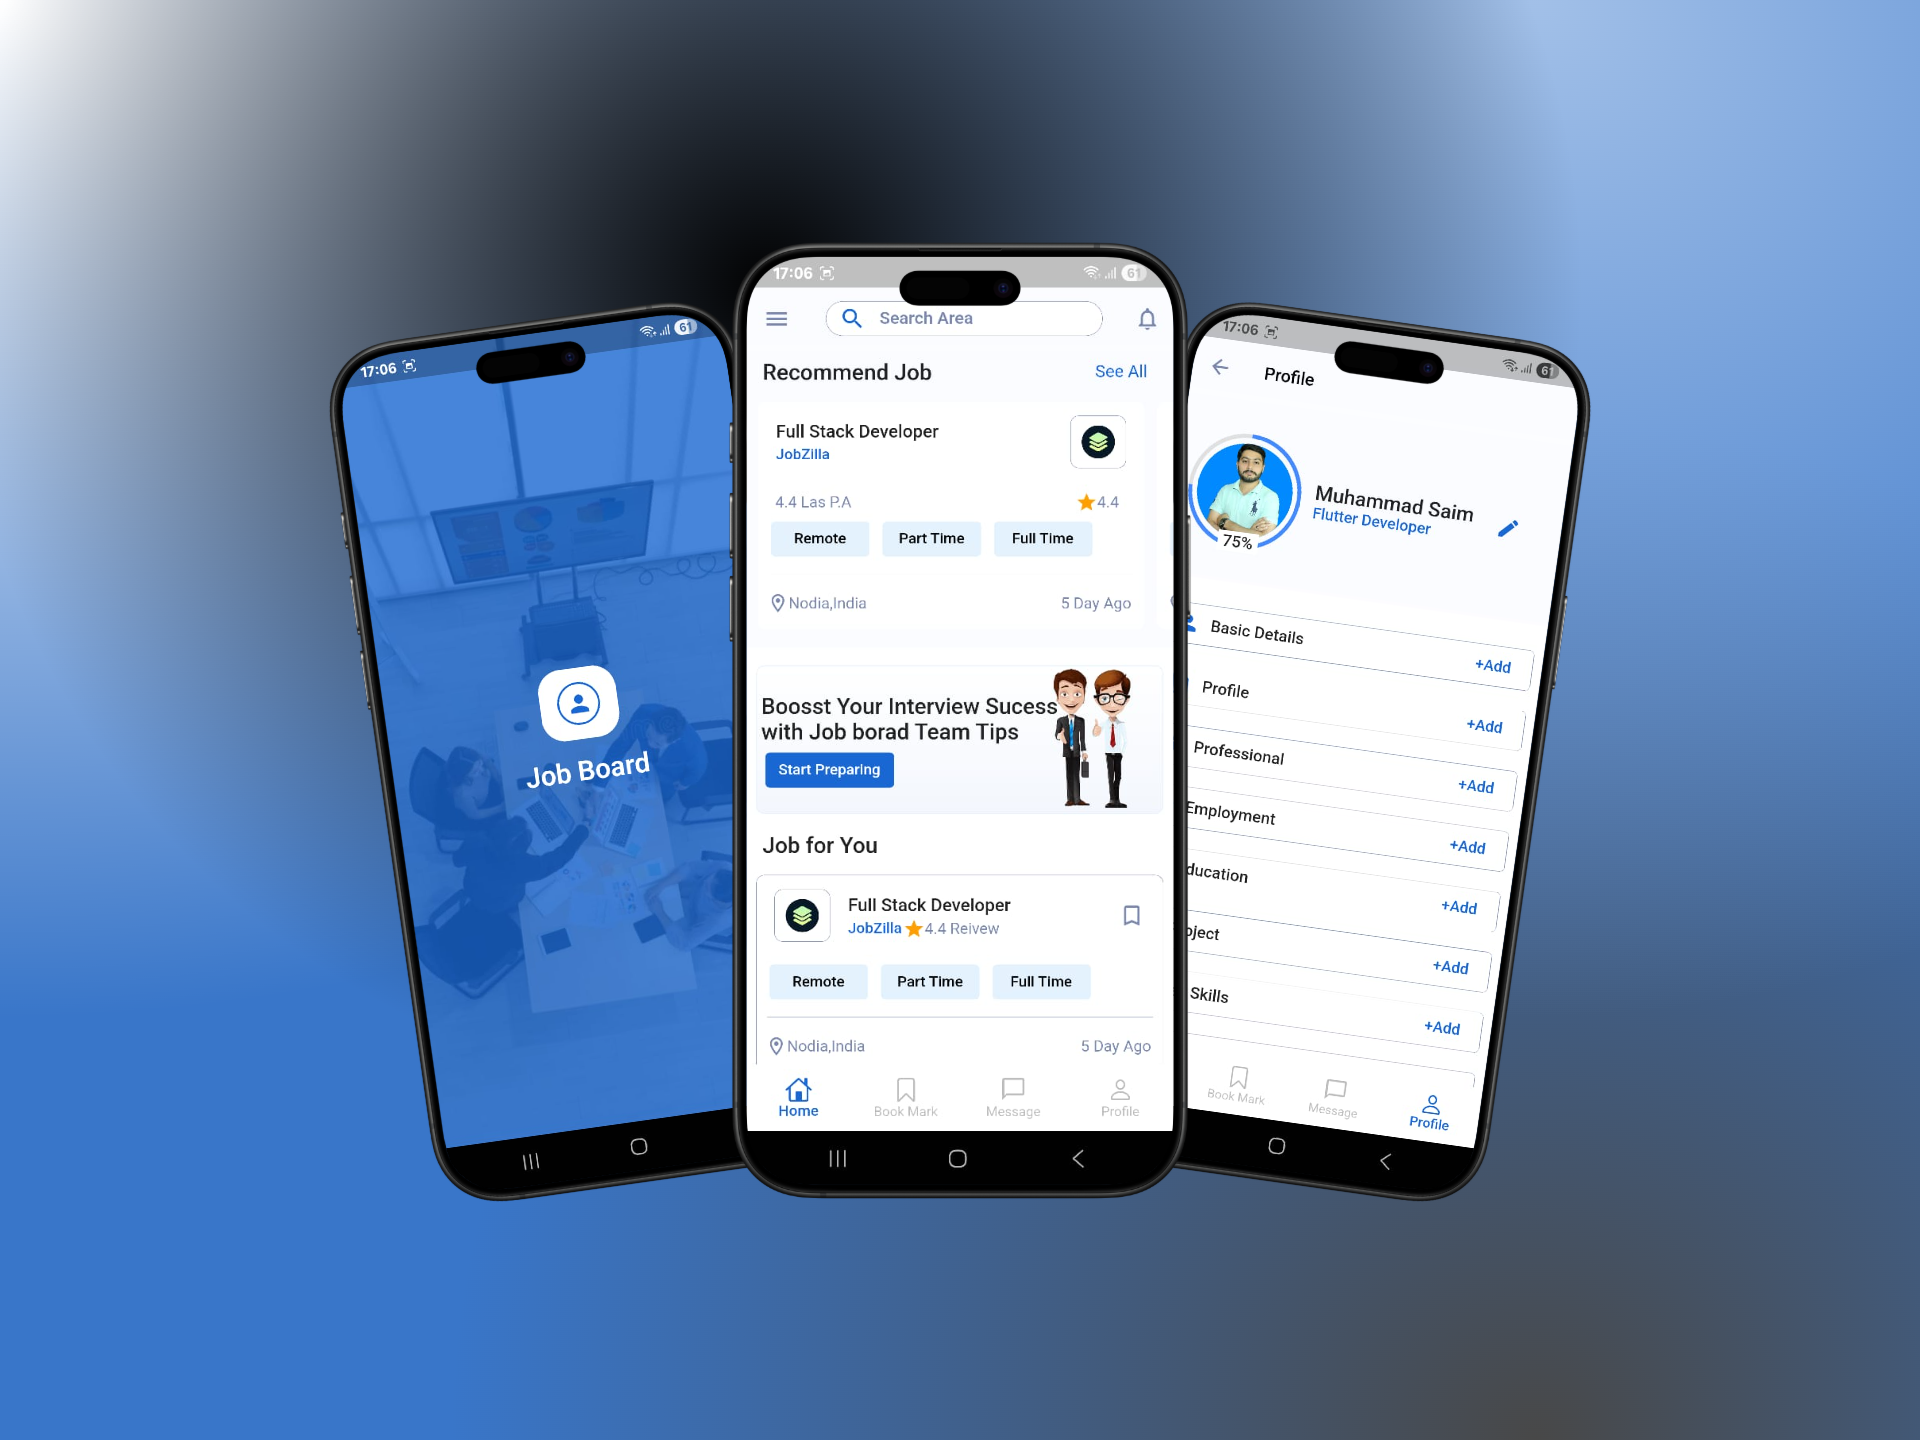 17:06
61
Job Board
17:06
61
Search Area
Recommend Job
See All
Full Stack Developer
JobZilla
4.4 Las P.A
4.4
Remote
Part Time
Full Time
Nodia,India
5 Day Ago
Boosst Your Interview Sucess
with Job borad Team Tips
Start Preparing
Job for You
Full Stack Developer
JobZilla
4.4 Reivew
Remote
Part Time
Full Time
Nodia,India
5 Day Ago
Home
Book Mark
Message
Profile
17:06
61
Profile
Muhammad Saim
Flutter Developer
75%
Basic Details
+Add
Profile
+Add
Professional
+Add
Employment
+Add
ducation
+Add
oject
+Add
Skills
+Add
Book Mark
Message
Profile